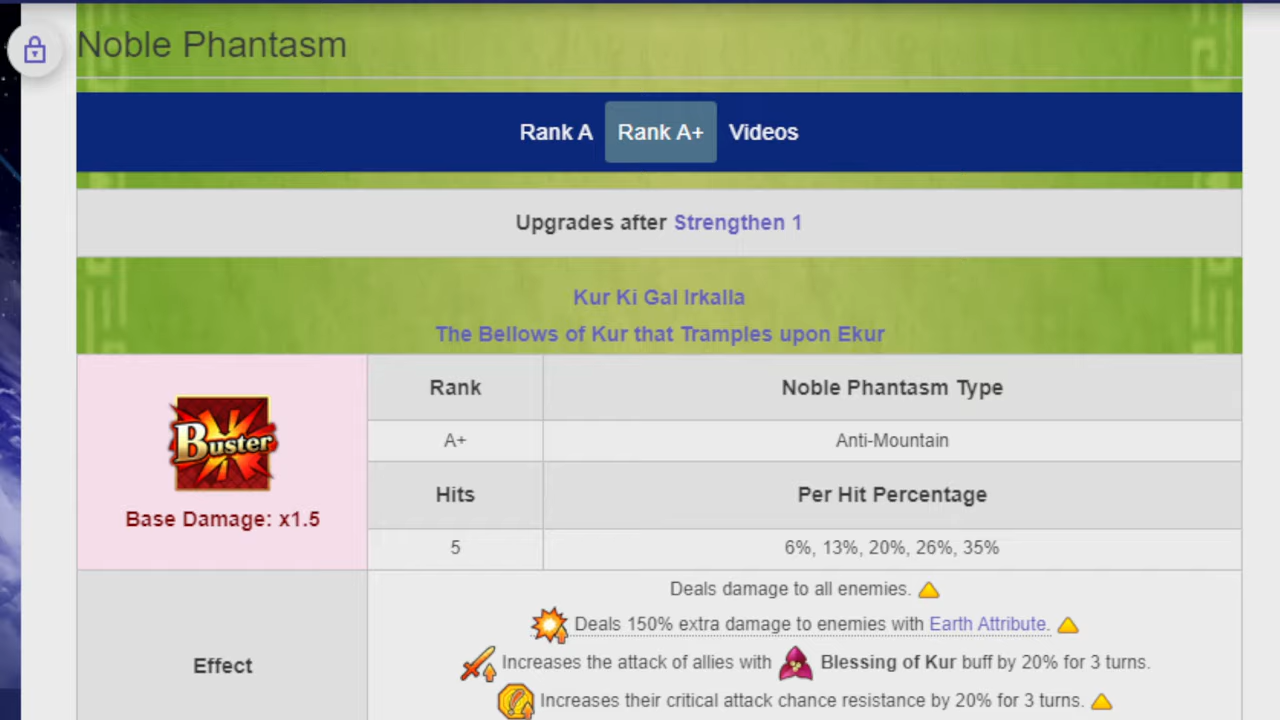 Noble Phantasm
Rank A Rank A+ Videos
Upgrades after Strengthen 1
Kur Ki Gal Irkalla
The Bellows of Kur that Tramples upon Ekur
Buster
Base Damage: x1.5
Rank Noble Phantasm Type
A+ Anti-Mountain
Hits Per Hit Percentage
5 6%, 13%, 20%, 26%, 35%
Effect
Deals damage to all enemies.
Deals 150% extra damage to enemies with Earth Attribute.
Increases the attack of allies with Blessing of Kur buff by 20% for 3 turns.
Increases their critical attack chance resistance by 20% for 3 turns.